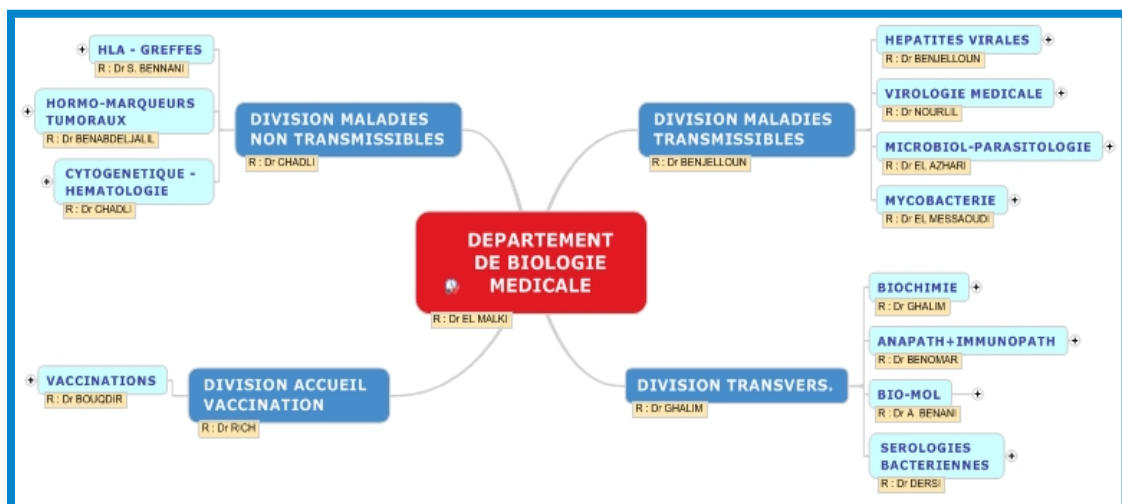 HLA - GREFFES
R : Dr S. BENNANI
HORMO-MARQUEURS
TUMORAUX
R : Dr BENABDELJALIL
CYTOGENETIQUE -
HEMATOLOGIE
R : Dr CHADLI
DIVISION MALADIES
NON TRANSMISSIBLES
R : Dr CHADLI
DIVISION MALADIES
TRANSMISSIBLES
R : Dr BENJELLOUN
HEPATITES VIRALES
R : Dr BENJELLOUN
VIROLOGIE MEDICALE
R : Dr NOURLIL
MICROBIOL-PARASITOLOGIE
R : Dr EL AZHARI
MYCOBACTERIE
R : Dr EL MESSAOUDI
DEPARTEMENT
DE BIOLOGIE
MEDICALE
R : Dr EL MALKI
VACCINATIONS
R : Dr BOUQDIR
DIVISION ACCUEIL
VACCINATION
R : Dr RICH
DIVISION TRANSVERS.
R : Dr GHALIM
BIOCHIMIE
R : Dr GHALIM
ANAPATH+IMMUNOPATH
R : Dr BENOMAR
BIO-MOL
R : Dr A. BENANI
SEROLOGIES
BACTERIENNES
R : Dr DERSI